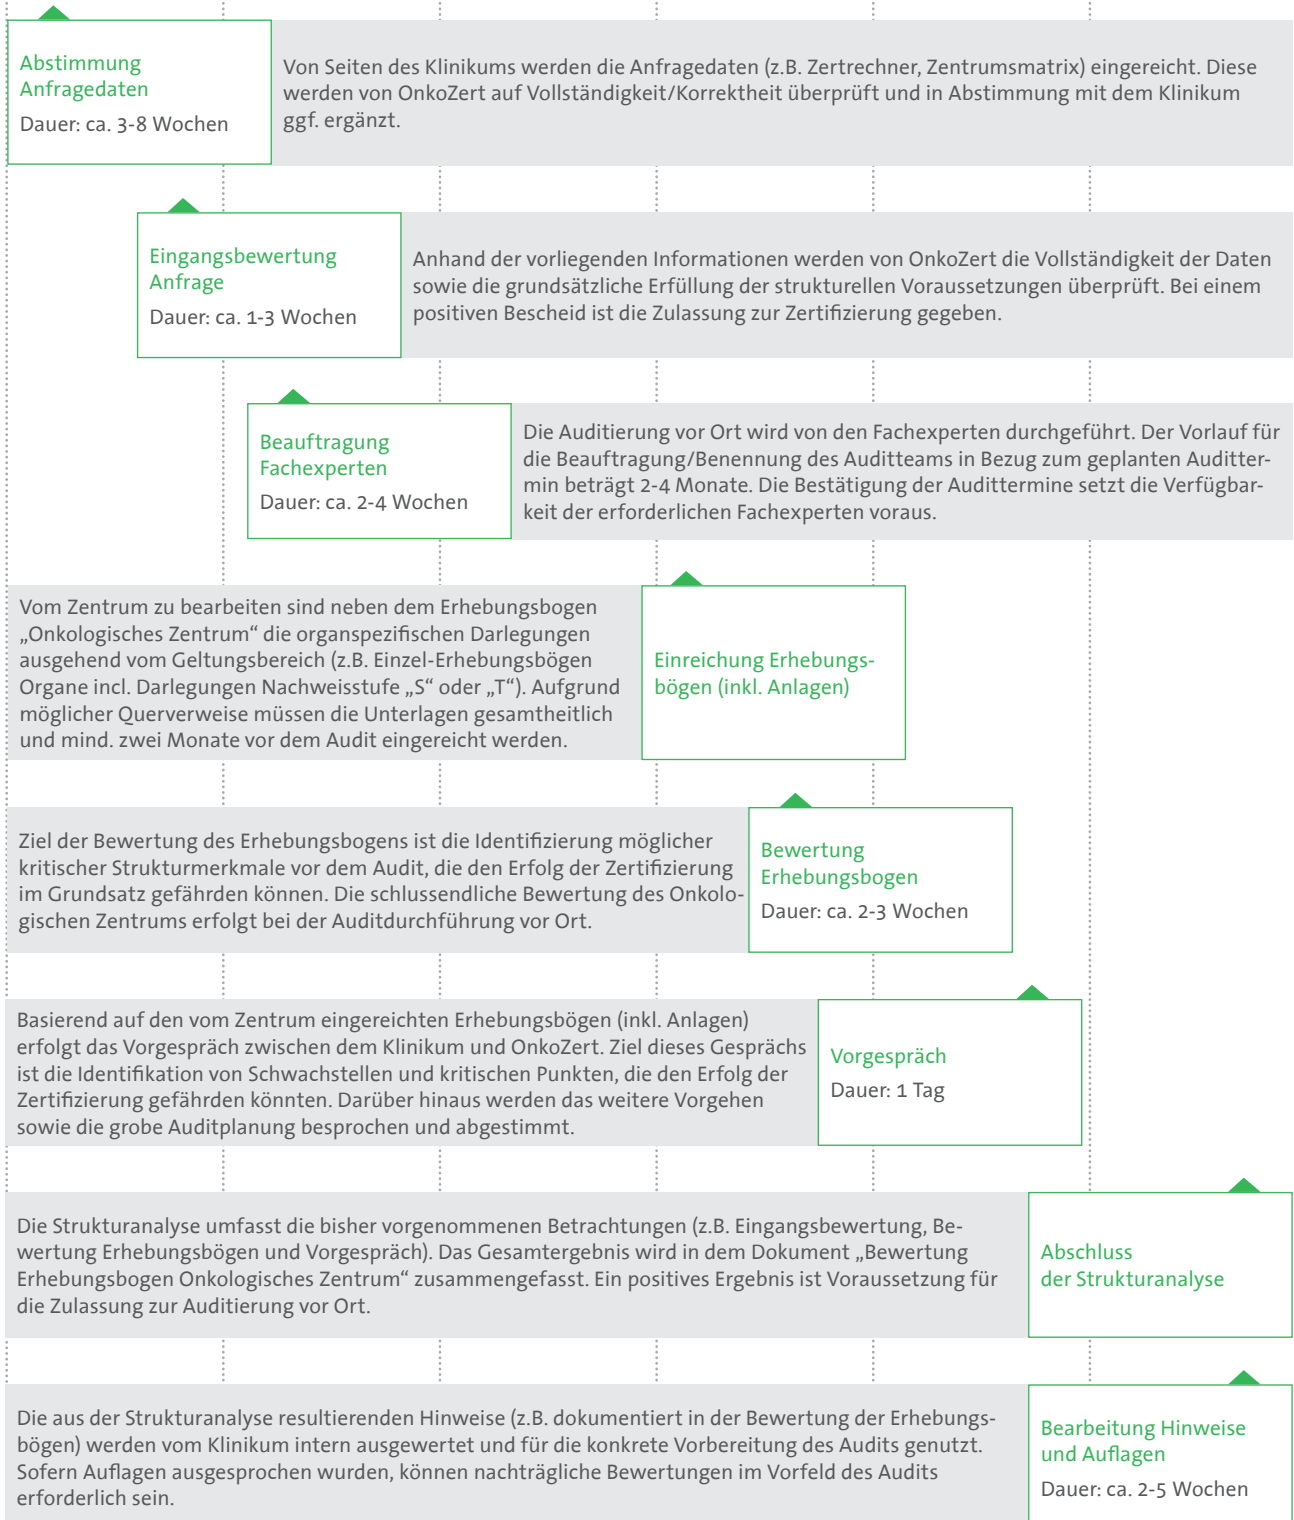 Abstimmung
Anfragedaten
Dauer: ca. 3-8 Wochen
Von Seiten des Klinikums werden die Anfragedaten (z.B. Zertrechner, Zentrumsmatrix) eingereicht. Diese
werden von OnkoZert auf Vollständigkeit/Korrektheit überprüft und in Abstimmung mit dem Klinikum
ggf. ergänzt.
Eingangsbewertung
Anfrage
Dauer: ca. 1-3 Wochen
Anhand der vorliegenden Informationen werden von OnkoZert die Vollständigkeit der Daten
sowie die grundsätzliche Erfüllung der strukturellen Voraussetzungen überprüft. Bei einem
positiven Bescheid ist die Zulassung zur Zertifizierung gegeben.
Beauftragung
Fachexperten
Dauer: ca. 2-4 Wochen
Die Auditierung vor Ort wird von den Fachexperten durchgeführt. Der Vorlauf für
die Beauftragung/Benennung des Auditteams in Bezug zum geplanten Auditter-
min beträgt 2-4 Monate. Die Bestätigung der Audittermine setzt die Verfügbar-
keit der erforderlichen Fachexperten voraus.
Vom Zentrum zu bearbeiten sind neben dem Erhebungsbogen
„Onkologisches Zentrum“ die organspezifischen Darlegungen
ausgehend vom Geltungsbereich (z.B. Einzel-Erhebungsbögen
Organe incl. Darlegungen Nachweisstufe „S“ oder „T“). Aufgrund
möglicher Querverweise müssen die Unterlagen gesamtheitlich
und mind. zwei Monate vor dem Audit eingereicht werden.
Einreichung Erhebungs-
bögen (inkl. Anlagen)
Ziel der Bewertung des Erhebungsbogens ist die Identifizierung möglicher
kritischer Strukturmerkmale vor dem Audit, die den Erfolg der Zertifizierung
im Grundsatz gefährden können. Die schlussendliche Bewertung des Onkolo-
gischen Zentrums erfolgt bei der Auditdurchführung vor Ort.
Bewertung
Erhebungsbogen
Dauer: ca. 2-3 Wochen
Basierend auf den vom Zentrum eingereichten Erhebungsbögen (inkl. Anlagen)
erfolgt das Vorgespräch zwischen dem Klinikum und OnkoZert. Ziel dieses Gesprächs
ist die Identifikation von Schwachstellen und kritischen Punkten, die den Erfolg der
Zertifizierung gefährden könnten. Darüber hinaus werden das weitere Vorgehen
sowie die grobe Auditplanung besprochen und abgestimmt.
Vorgespräch
Dauer: 1 Tag
Die Strukturanalyse umfasst die bisher vorgenommenen Betrachtungen (z.B. Eingangsbewertung, Be-
wertung Erhebungsbögen und Vorgespräch). Das Gesamtergebnis wird in dem Dokument „Bewertung
Erhebungsbogen Onkologisches Zentrum“ zusammengefasst. Ein positives Ergebnis ist Voraussetzung für
die Zulassung zur Auditierung vor Ort.
Abschluss
der Strukturanalyse
Die aus der Strukturanalyse resultierenden Hinweise (z.B. dokumentiert in der Bewertung der Erhebungs-
bögen) werden vom Klinikum intern ausgewertet und für die konkrete Vorbereitung des Audits genutzt.
Sofern Auflagen ausgesprochen wurden, können nachträgliche Bewertungen im Vorfeld des Audits
erforderlich sein.
Bearbeitung Hinweise
und Auflagen
Dauer: ca. 2-5 Wochen